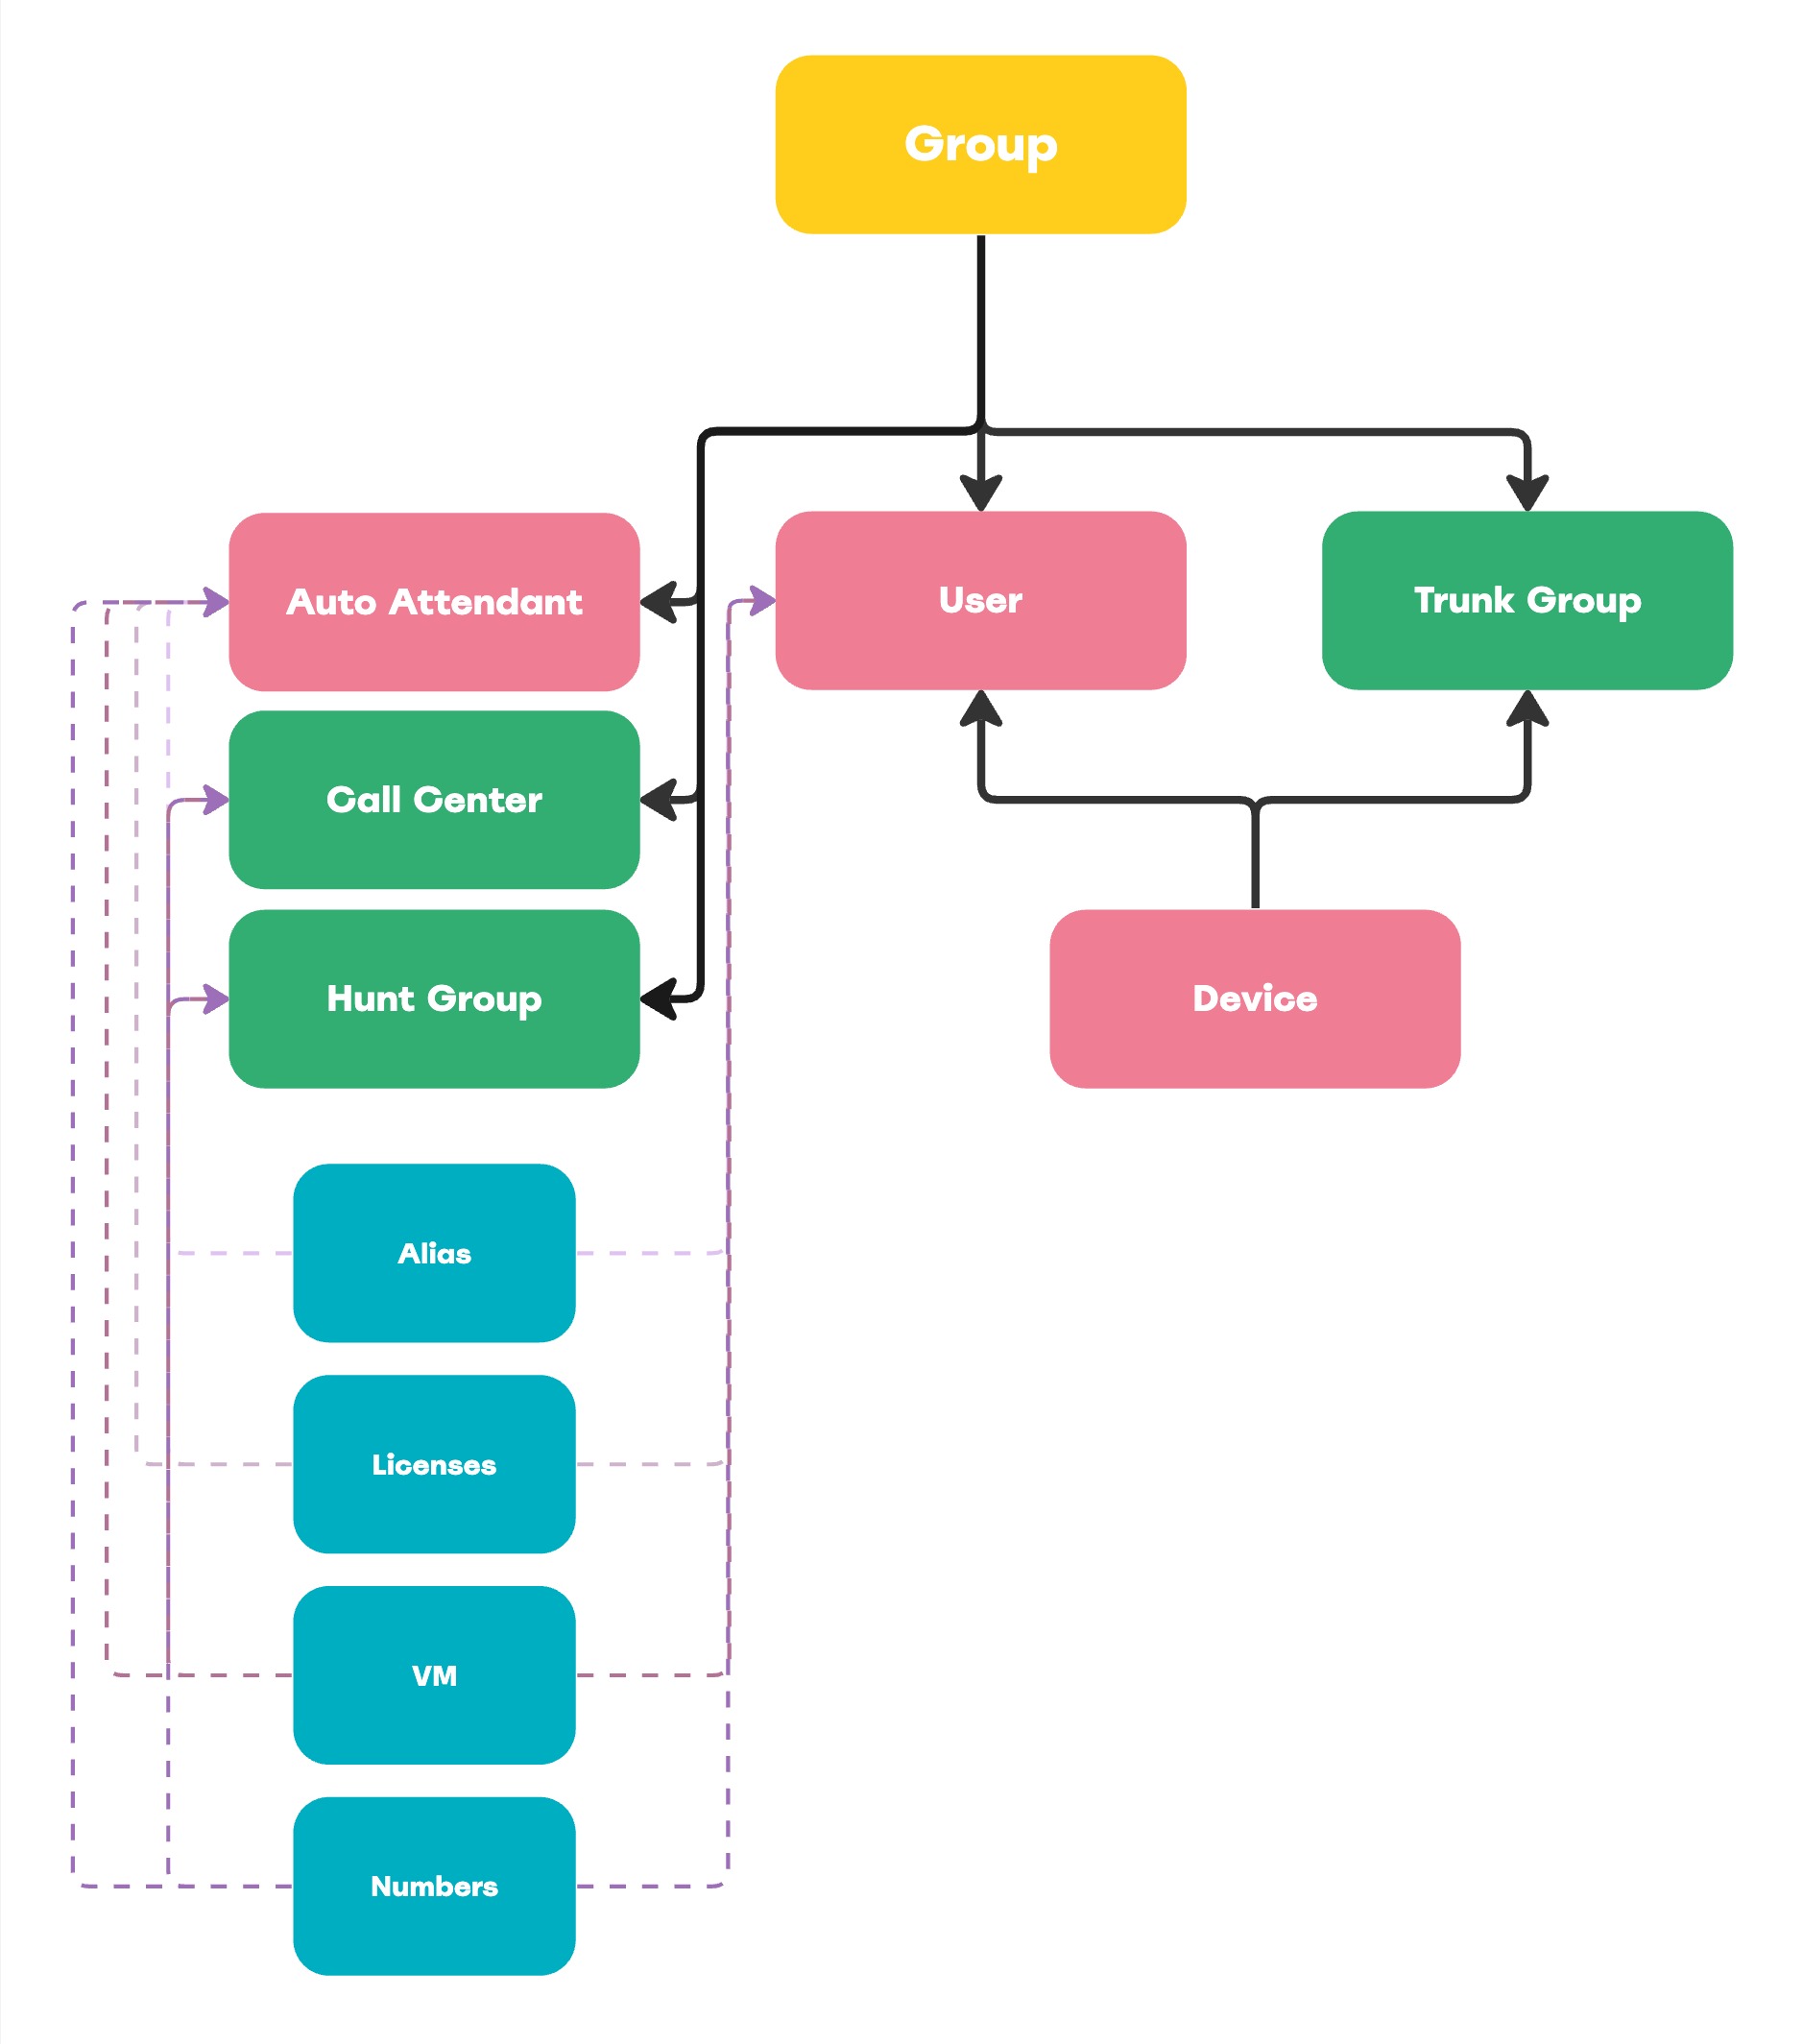 Group
Auto Attendant
User
Trunk Group
Call Center
Hunt Group
Device
Alias
Licenses
VM
Numbers